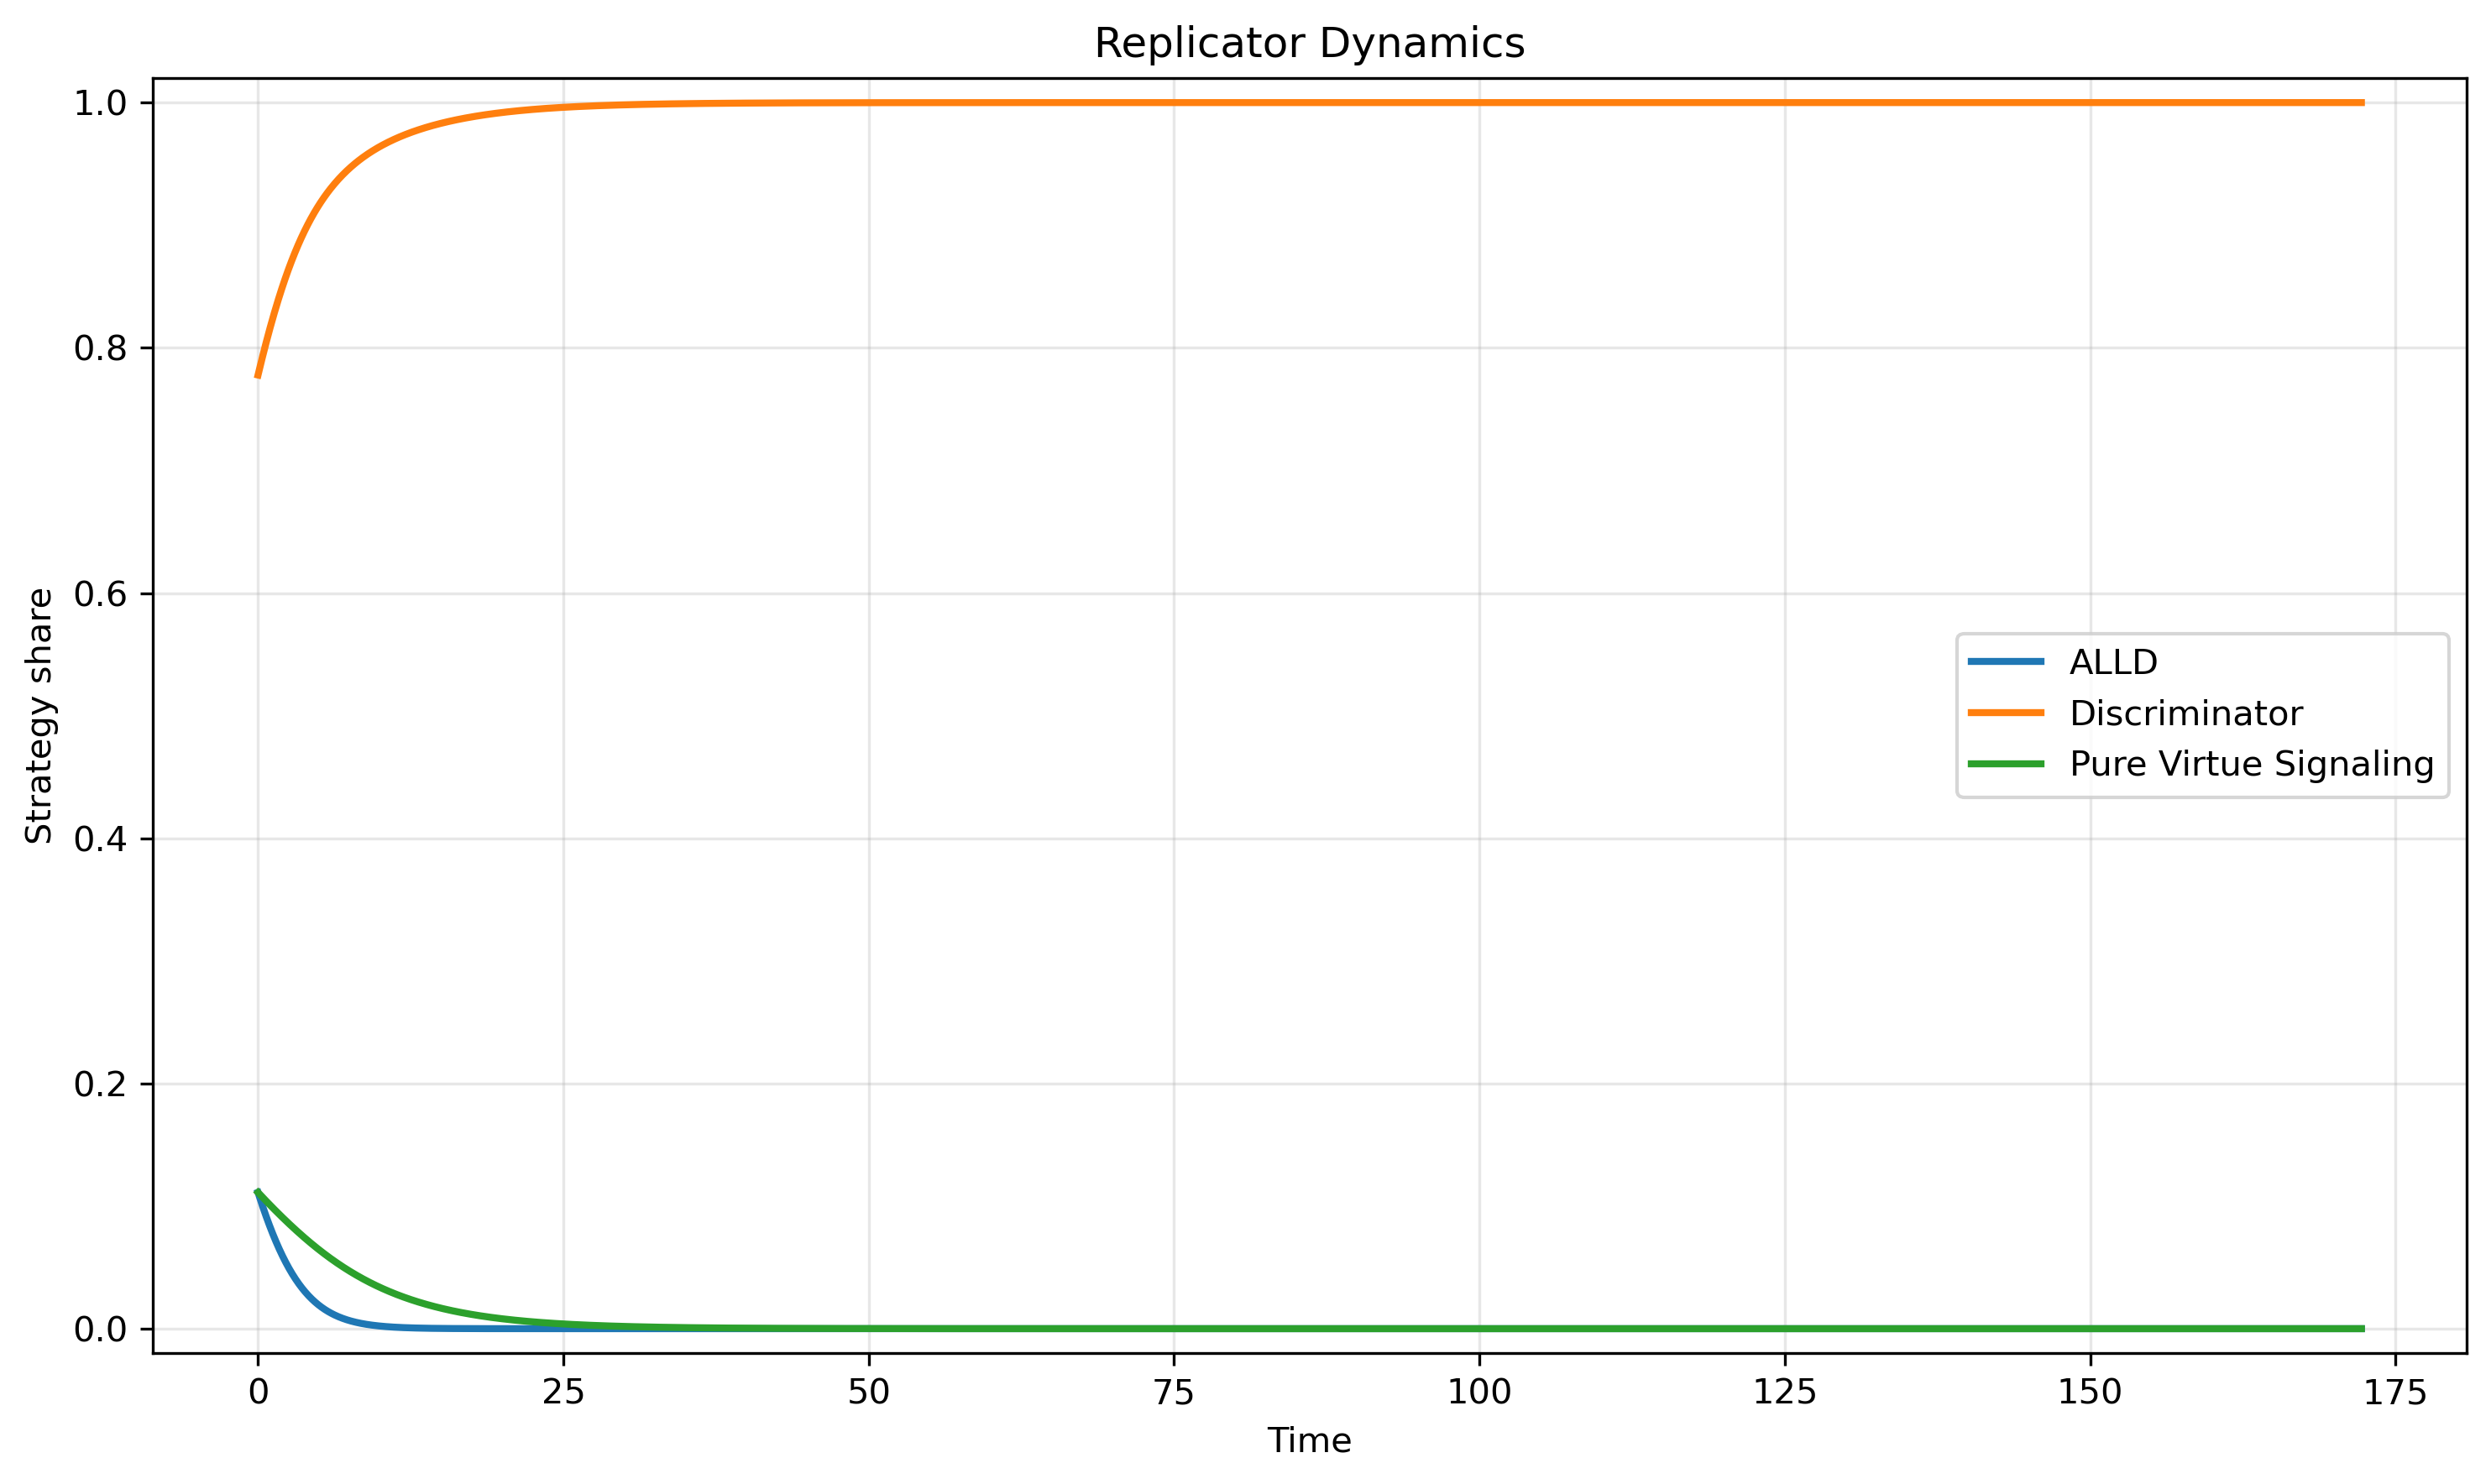 Replicator Dynamics
1.0
0.8
0.6
0.4
0.2
0.0
Strategy share
ALLD
Discriminator
Pure Virtue Signaling
0 25 50 75 100 125 150 175
Time